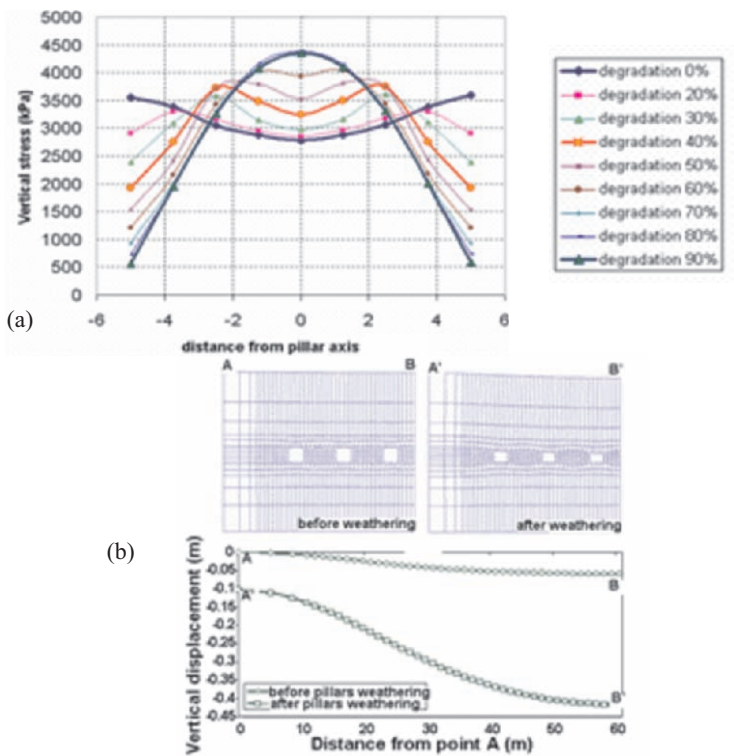 5000
4500
4000
3500
3000
2500
2000
1500
1000
500
0
Vertical stress (kPa)
-6 -4 -2 0 2 4 6
distance from pillar axis
degradation 0%
degradation 20%
degradation 30%
degradation 40%
degradation 50%
degradation 60%
degradation 70%
degradation 80%
degradation 90%
(a)
A B A' B'
before weathering after weathering
(b)
Vertical displacement (m)
0
-0.05
-0.1
-0.15
-0.2
-0.25
-0.3
-0.35
-0.4
-0.45
A
B
A'
B'
before pillars weathering
after pillars weathering
0 10 20 30 40 50 60
Distance from point A (m)